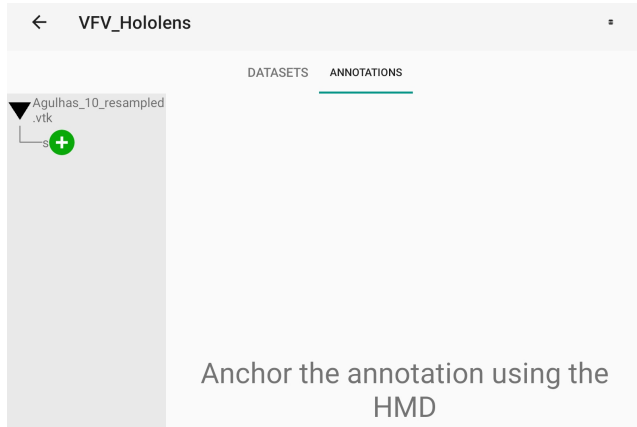 VFV_Hololens
DATASETS ANNOTATIONS
Agulhas_10_resampled
.vtk
s
Anchor the annotation using the
HMD